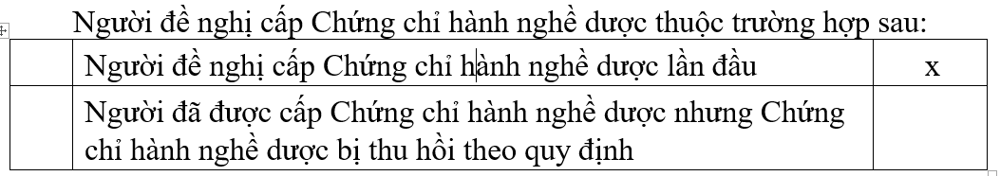 Người đề nghị cấp Chứng chỉ hành nghề dược thuộc trường hợp sau:
Người đề nghị cấp Chứng chỉ hành nghề dược lần đầu x
Người đã được cấp Chứng chỉ hành nghề dược nhưng Chứng
chỉ hành nghề dược bị thu hồi theo quy định